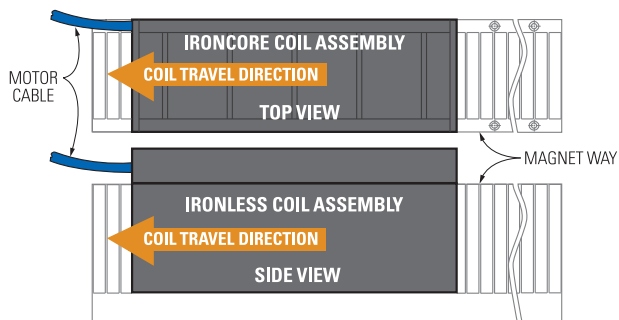 IRONCORE COIL ASSEMBLY
COIL TRAVEL DIRECTION
TOP VIEW
MOTOR
CABLE
MAGNET WAY
IRONLESS COIL ASSEMBLY
COIL TRAVEL DIRECTION
SIDE VIEW